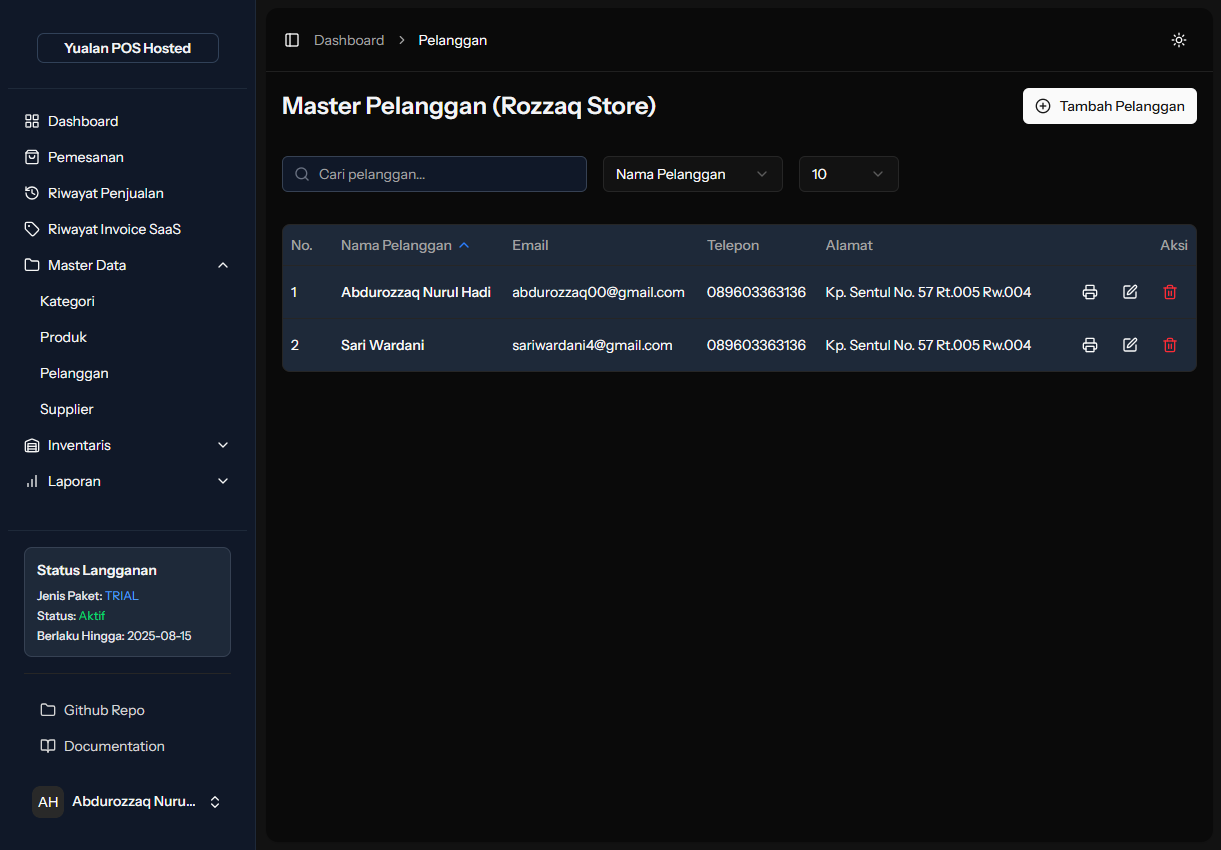 Yualan POS Hosted
Dashboard
Pemesanan
Riwayat Penjualan
Riwayat Invoice SaaS
Master Data
Kategori
Produk
Pelanggan
Supplier
Inventaris
Laporan
Status Langganan
Jenis Paket: TRIAL
Status: Aktif
Berlaku Hingga: 2025-08-15
Github Repo
Documentation
AH Abdurozzaq Nuru...
Dashboard > Pelanggan
Master Pelanggan (Rozzaq Store)
Tambah Pelanggan
Cari pelanggan... Nama Pelanggan 10
No. Nama Pelanggan Email Telepon Alamat Aksi
1 Abdurozzaq Nurul Hadi abdurozzaq00@gmail.com 089603363136 Kp. Sentul No. 57 Rt.005 Rw.004
2 Sari Wardani sariwardani4@gmail.com 089603363136 Kp. Sentul No. 57 Rt.005 Rw.004